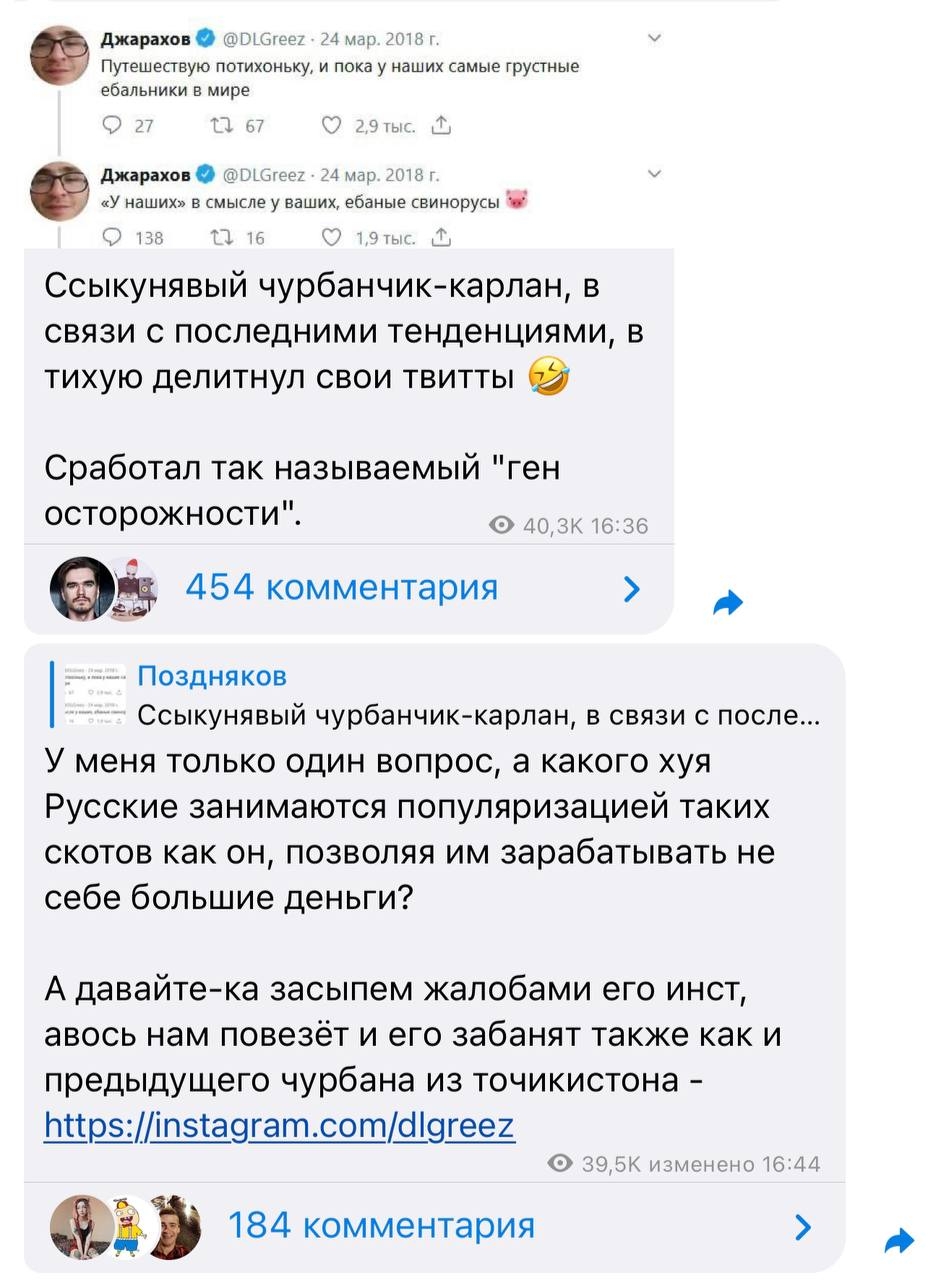 Джарахов @DLGreez · 24 мар. 2018 г.
Путешествую потихоньку, и пока у наших самые грустные
ебальники в мире
27 67 2,9 тыс.
Джарахов @DLGreez · 24 мар. 2018 г.
«У наших» в смысле у ваших, ебаные свинорусы 🐷
138 16 1,9 тыс.
Ссыкунявый чурбанчик-карлан, в
связи с последними тенденциями, в
тихую делитнул свои твитты 🤣
Сработал так называемый "ген
осторожности".
40,3K 16:36
454 комментария
Поздняков
Ссыкунявый чурбанчик-карлан, в связи с после...
У меня только один вопрос, а какого хуя
Русские занимаются популяризацией таких
скотов как он, позволяя им зарабатывать не
себе большие деньги?
А давайте-ка засыпем жалобами его инст,
авось нам повезёт и его забанят также как и
предыдущего чурбана из точикистона -
https://instagram.com/dlgreez
39,5K изменено 16:44
184 комментария